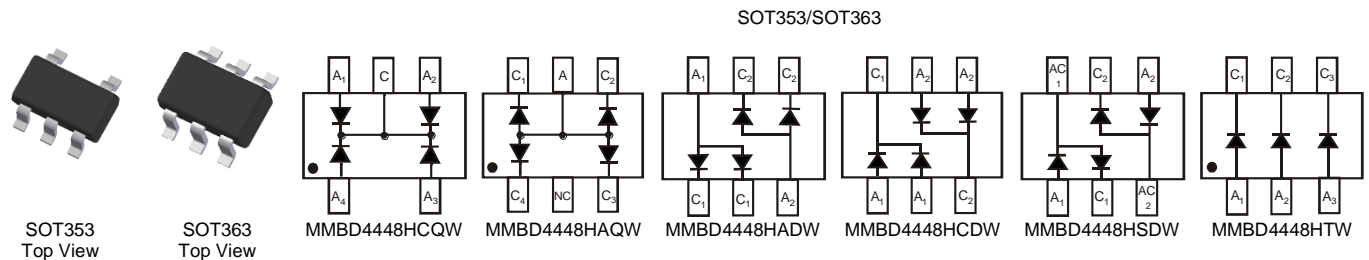 SOT353/SOT363
A1 C A2
C1 A C2
A1 C2 C2
C1 A2 A2
AC1 C2 A2
C1 C2 C3
A4 A3
C4 NC C3
C1 C1 A2
A1 A1 C2
A1 C1 AC2
A1 A2 A3
SOT353
Top View
SOT363
Top View
MMBD4448HCQW
MMBD4448HAQW
MMBD4448HADW
MMBD4448HCDW
MMBD4448HSDW
MMBD4448HTW